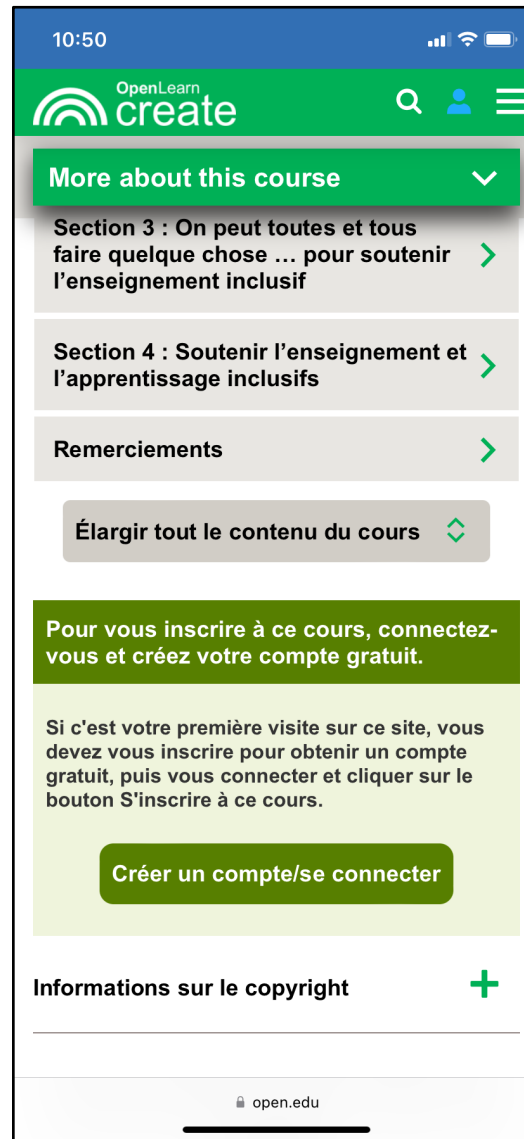 10:50
OpenLearn
create
More about this course
Section 3 : On peut toutes et tous
faire quelque chose … pour soutenir
l’enseignement inclusif
Section 4 : Soutenir l’enseignement et
l’apprentissage inclusifs
Remerciements
Élargir tout le contenu du cours
Pour vous inscrire à ce cours, connectez-
vous et créez votre compte gratuit.
Si c'est votre première visite sur ce site, vous
devez vous inscrire pour obtenir un compte
gratuit, puis vous connecter et cliquer sur le
bouton S'inscrire à ce cours.
Créer un compte/se connecter
Informations sur le copyright
open.edu